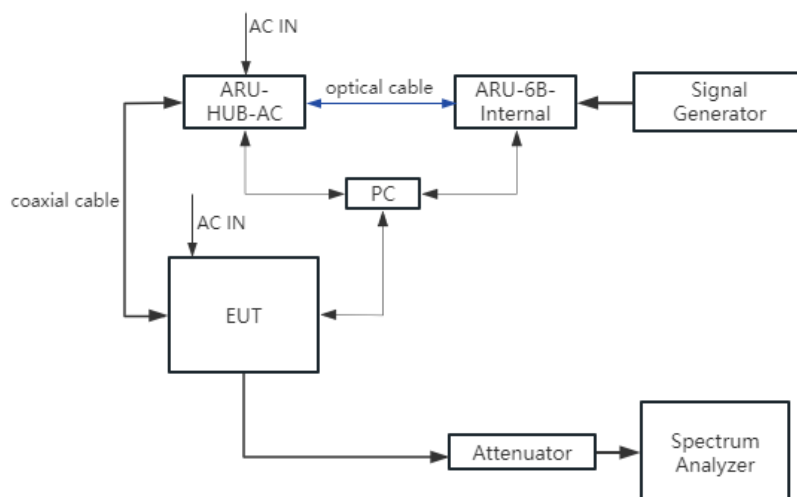 AC IN
ARU-
HUB-AC
optical cable
ARU-6B-
Internal
Signal
Generator
PC
coaxial cable
AC IN
EUT
Attenuator
Spectrum
Analyzer